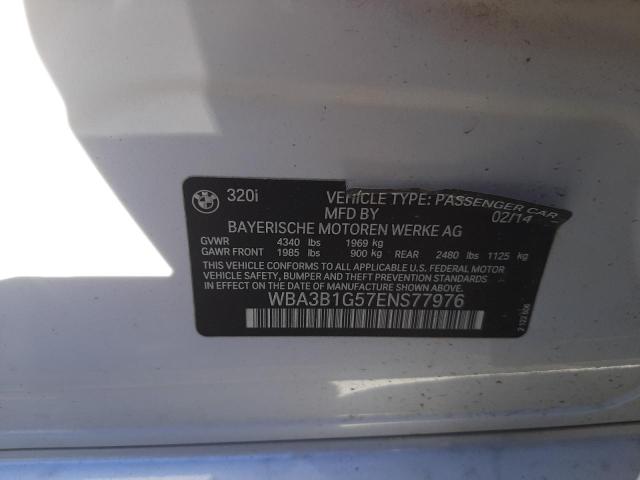 320i
VEHICLE TYPE: PASSENGER CAR
MFD BY 02/14
BAYERISCHE MOTOREN WERKE AG
GVWR 4340 lbs 1969 kg
GAWR FRONT 1985 lbs 900 kg REAR 2480 lbs 1125 kg
THIS VEHICLE CONFORMS TO ALL APPLICABLE U.S. FEDERAL MOTOR
VEHICLE SAFETY, BUMPER AND THEFT PREVENTION STANDARDS
IN EFFECT ON THE DATE OF MANUFACTURE SHOWN ABOVE.
WBA3B1G57ENS77976